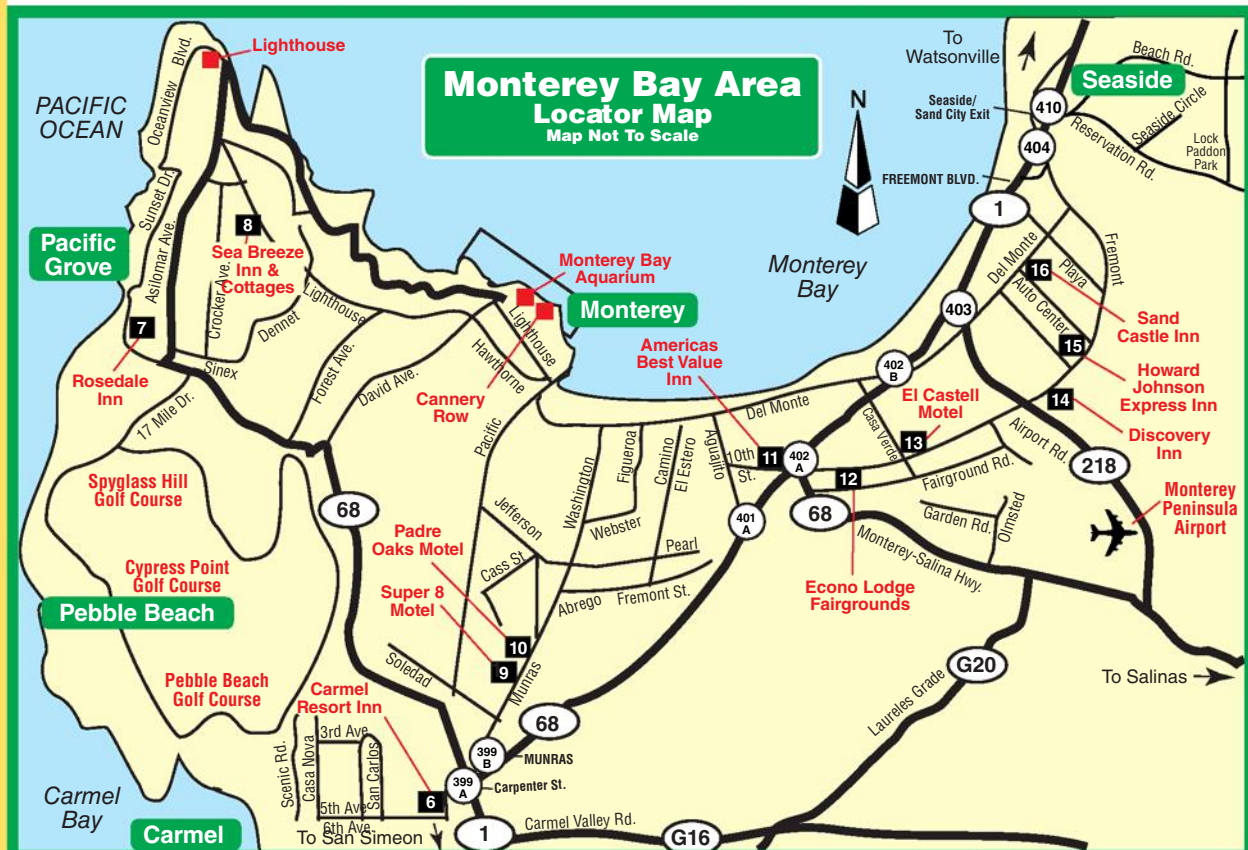 Monterey Bay Area
Locator Map
Map Not To Scale
Lighthouse
PACIFIC
OCEAN
Oceanview Blvd.
Sunset Dr.
Asilomar Ave.
Pacific
Grove
8
Sea Breeze
Inn &
Cottages
Crocker Ave.
Dennet
Lighthouse
7
Rosedale
Inn
Sinex
Forest Ave.
David Ave.
17 Mile Dr.
Monterey Bay
Aquarium
Monterey
Lighthouse
Hawthorne
Cannery
Row
Pacific
N
Monterey
Bay
To
Watsonville
Seaside/
Sand City Exit
410
Beach Rd.
Seaside
Seaside Circle
Reservation Rd.
Lock
Paddon
Park
404
FREEMONT BLVD.
1
Del Monte
Fremont
Playa
16
Auto Center
Sand
Castle Inn
403
15
Howard
Johnson
Express Inn
14
Discovery
Inn
Americas
Best Value
Inn
402
B
El Castell
Motel
Del Monte
Casa Verde
13
Airport Rd.
218
Aguajito
10th
St.
11
402
A
12
Fairground Rd.
68
Garden Rd.
Olmsted
Monterey
Peninsula
Airport
Monterey-Salina Hwy.
Econo Lodge
Fairgrounds
401
A
Washington
Figueroa
Camino
El Estero
Webster
Pearl
Jefferson
Cass St.
Abrego
Fremont St.
Spyglass Hill
Golf Course
68
Cypress Point
Golf Course
Pebble Beach
Pebble Beach
Golf Course
Padre
Oaks Motel
Super 8
Motel
10
9
Munras
Soledad
Carmel
Resort Inn
68
399
B
MUNRAS
399
A
Carpenter St.
6
Scenic Rd.
Casa Nova
3rd Ave
San Carlos
5th Ave
6th Ave.
To San Simeon
Carmel
Bay
Carmel
1
Carmel Valley Rd.
G16
Laureles Grade
G20
To Salinas